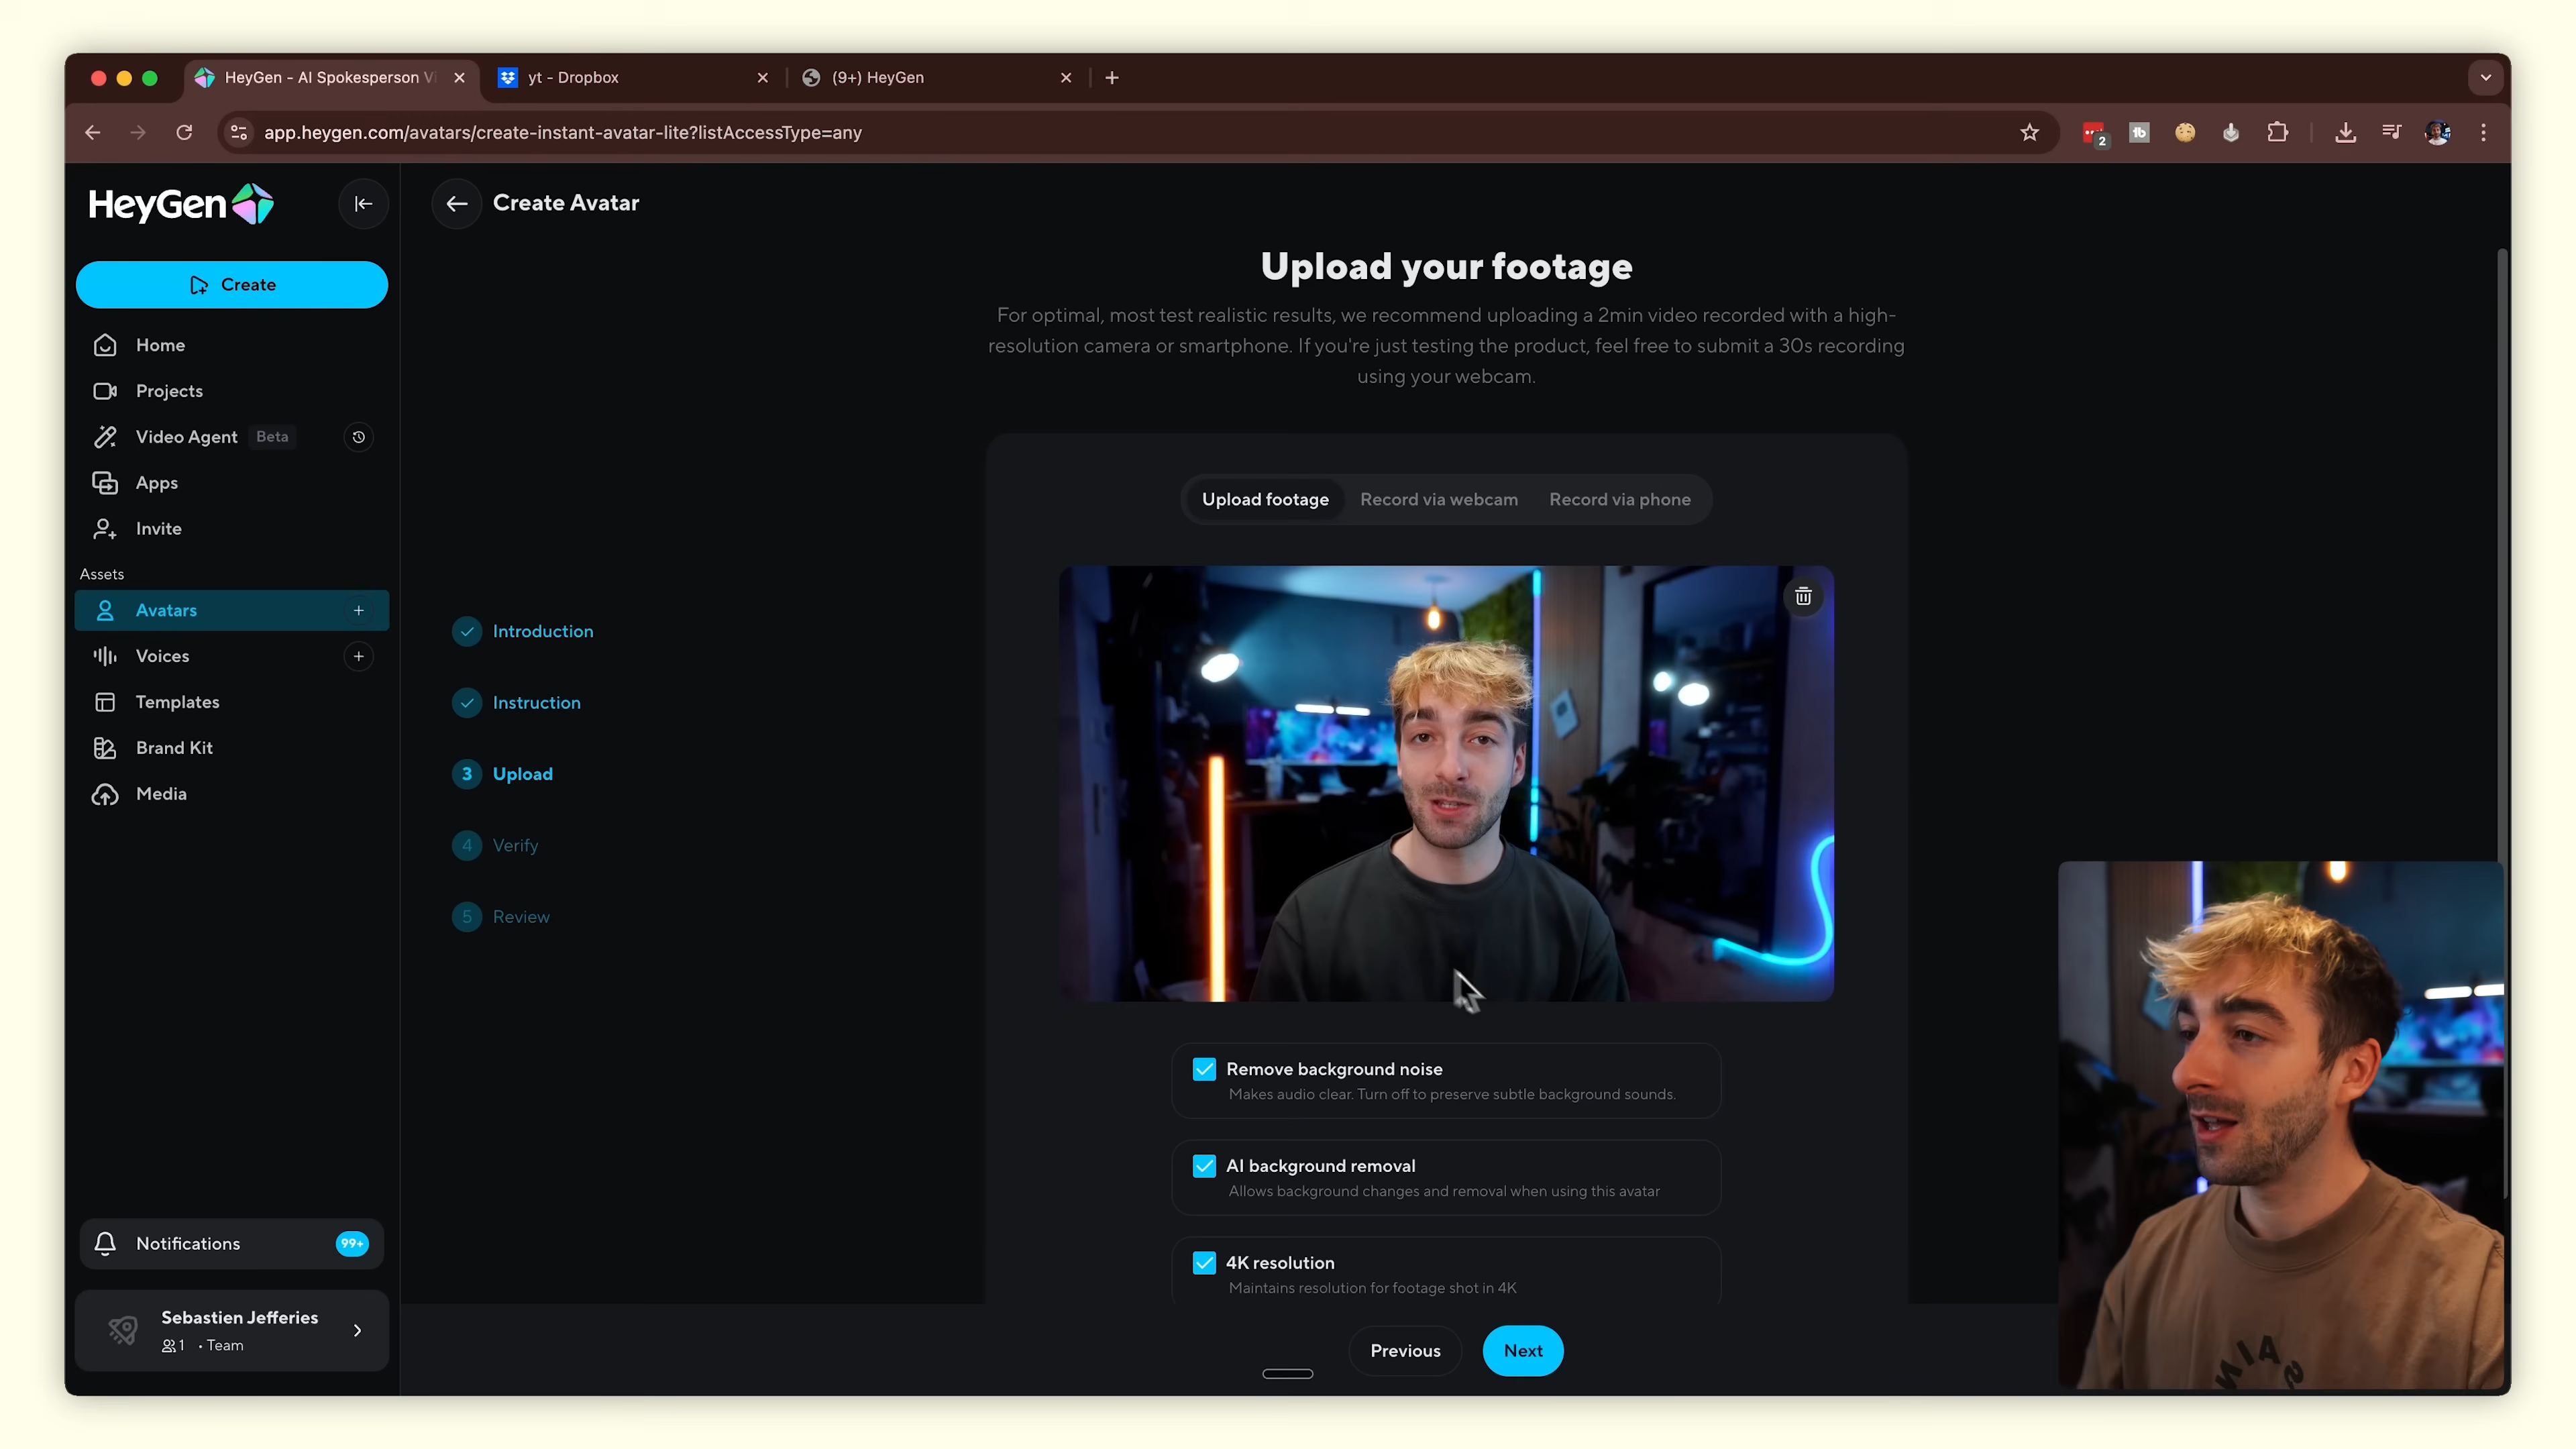 HeyGen - AI Spokesperson Vi
yt - Dropbox
(9+) HeyGen
app.heygen.com/avatars/create-instant-avatar-lite?listAccessType=any
2
HeyGen
Create
Home
Projects
Video Agent Beta
Apps
Invite
Assets
Avatars
Voices
Templates
Brand Kit
Media
Notifications 99+
Sebastien Jefferies
1 • Team
Create Avatar
Introduction
Instruction
3 Upload
4 Verify
5 Review
Upload your footage
For optimal, most test realistic results, we recommend uploading a 2min video recorded with a high-
resolution camera or smartphone. If you're just testing the product, feel free to submit a 30s recording
using your webcam.
Upload footage Record via webcam Record via phone
Remove background noise
Makes audio clear. Turn off to preserve subtle background sounds.
AI background removal
Allows background changes and removal when using this avatar
4K resolution
Maintains resolution for footage shot in 4K
Previous Next